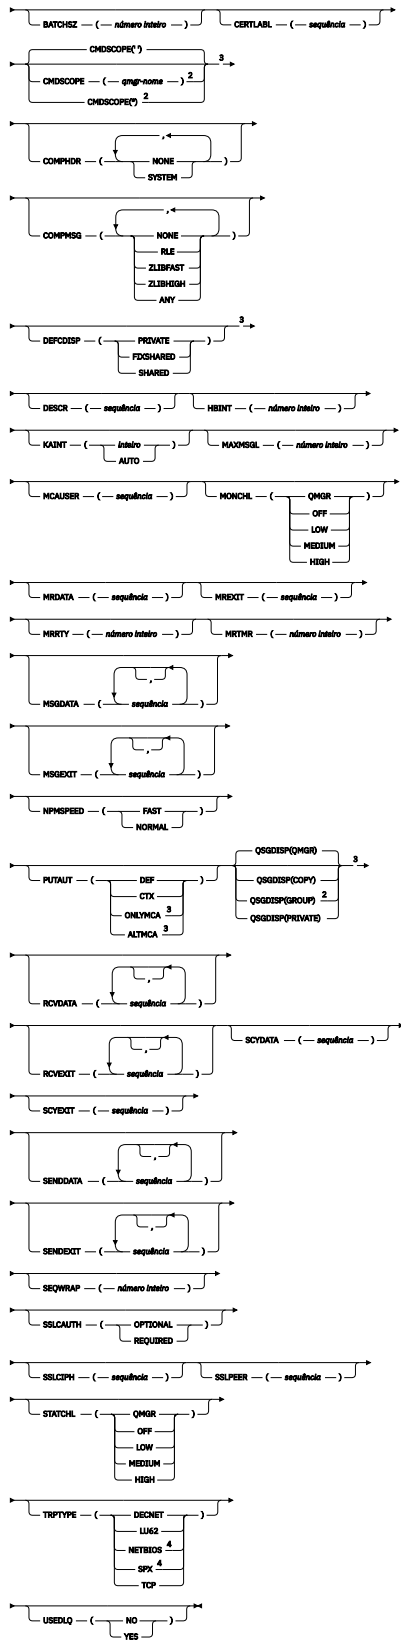 BATCHSZ — ( — número inteiro — ) CERTLABL — ( — sequência — )
CMDSCOPE(' ')
3
CMDSCOPE — ( — qmgr-nome — ) 2
CMDSCOPE(*) 2
,
COMPHDR — ( NONE )
SYSTEM
,
COMPMSG — ( NONE )
RLE
ZLIBFAST
ZLIBHIGH
ANY
3
DEFCDISP — ( PRIVATE )
FIXSHARED
SHARED
DESCR — ( — sequência — ) HBINT — ( — número inteiro — )
KAINT — ( inteiro ) MAXMSGL — ( — número inteiro — )
AUTO
MCAUSER — ( — sequência — ) MONCHL — ( QMGR )
OFF
LOW
MEDIUM
HIGH
MRDATA — ( — sequência — ) MREXIT — ( — sequência — )
MRRTY — ( — número inteiro — ) MRTMR — ( — número inteiro — )
,
MSGDATA — ( sequência )
,
MSGEXIT — ( sequência )
NPMSPEED — ( FAST )
NORMAL
QSGDISP(QMGR)
3
PUTAUT — ( DEF ) QSGDISP(COPY)
CTX QSGDISP(GROUP) 2
ONLYMCA 3 QSGDISP(PRIVATE)
ALTMCA 3
,
RCVDATA — ( sequência )
,
RCVEXIT — ( sequência ) SCYDATA — ( — sequência — )
SCYEXIT — ( — sequência — )
,
SENDDATA — ( sequência )
,
SENDEXIT — ( sequência )
SEQWRAP — ( — número inteiro — )
SSLCAUTH — ( OPTIONAL )
REQUIRED
SSLCIPH — ( — sequência — ) SSLPEER — ( — sequência — )
STATCHL — ( QMGR )
OFF
LOW
MEDIUM
HIGH
TRPTYPE — ( DECNET )
LU62
NETBIOS 4
SPX 4
TCP
USEDLQ — ( NO )
YES